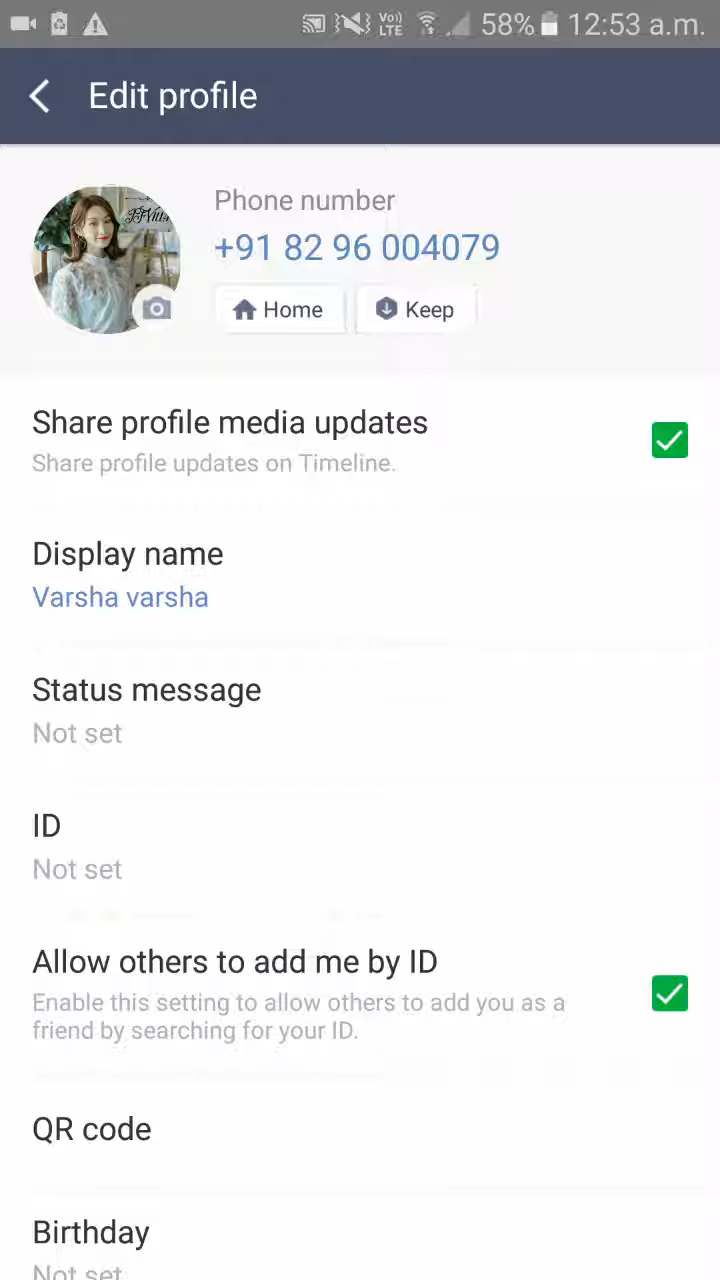 58% 12:53 a.m.
Edit profile
Phone number
+91 82 96 004079
Home Keep
Share profile media updates
Share profile updates on Timeline.
Display name
Varsha varsha
Status message
Not set
ID
Not set
Allow others to add me by ID
Enable this setting to allow others to add you as a
friend by searching for your ID.
QR code
Birthday
Not set